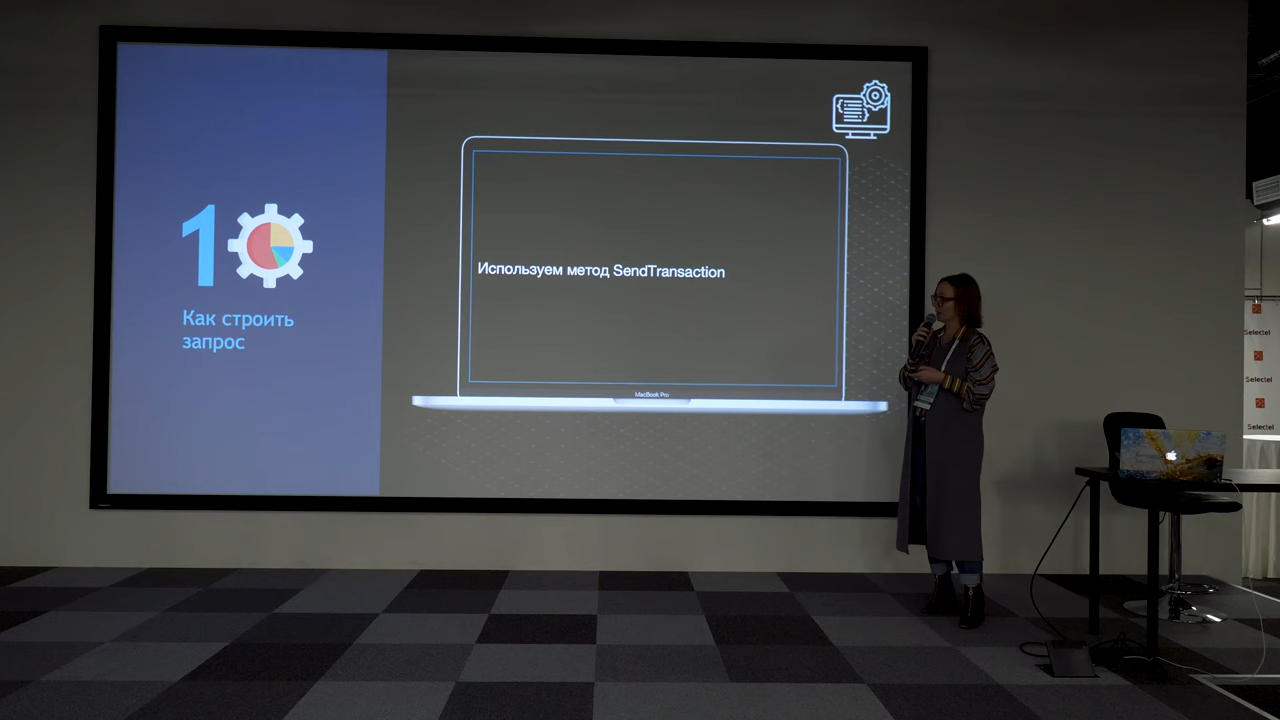 10
Как строить
запрос
Используем метод SendTransaction
MacBook Pro
Selectel
Selectel
Selectel